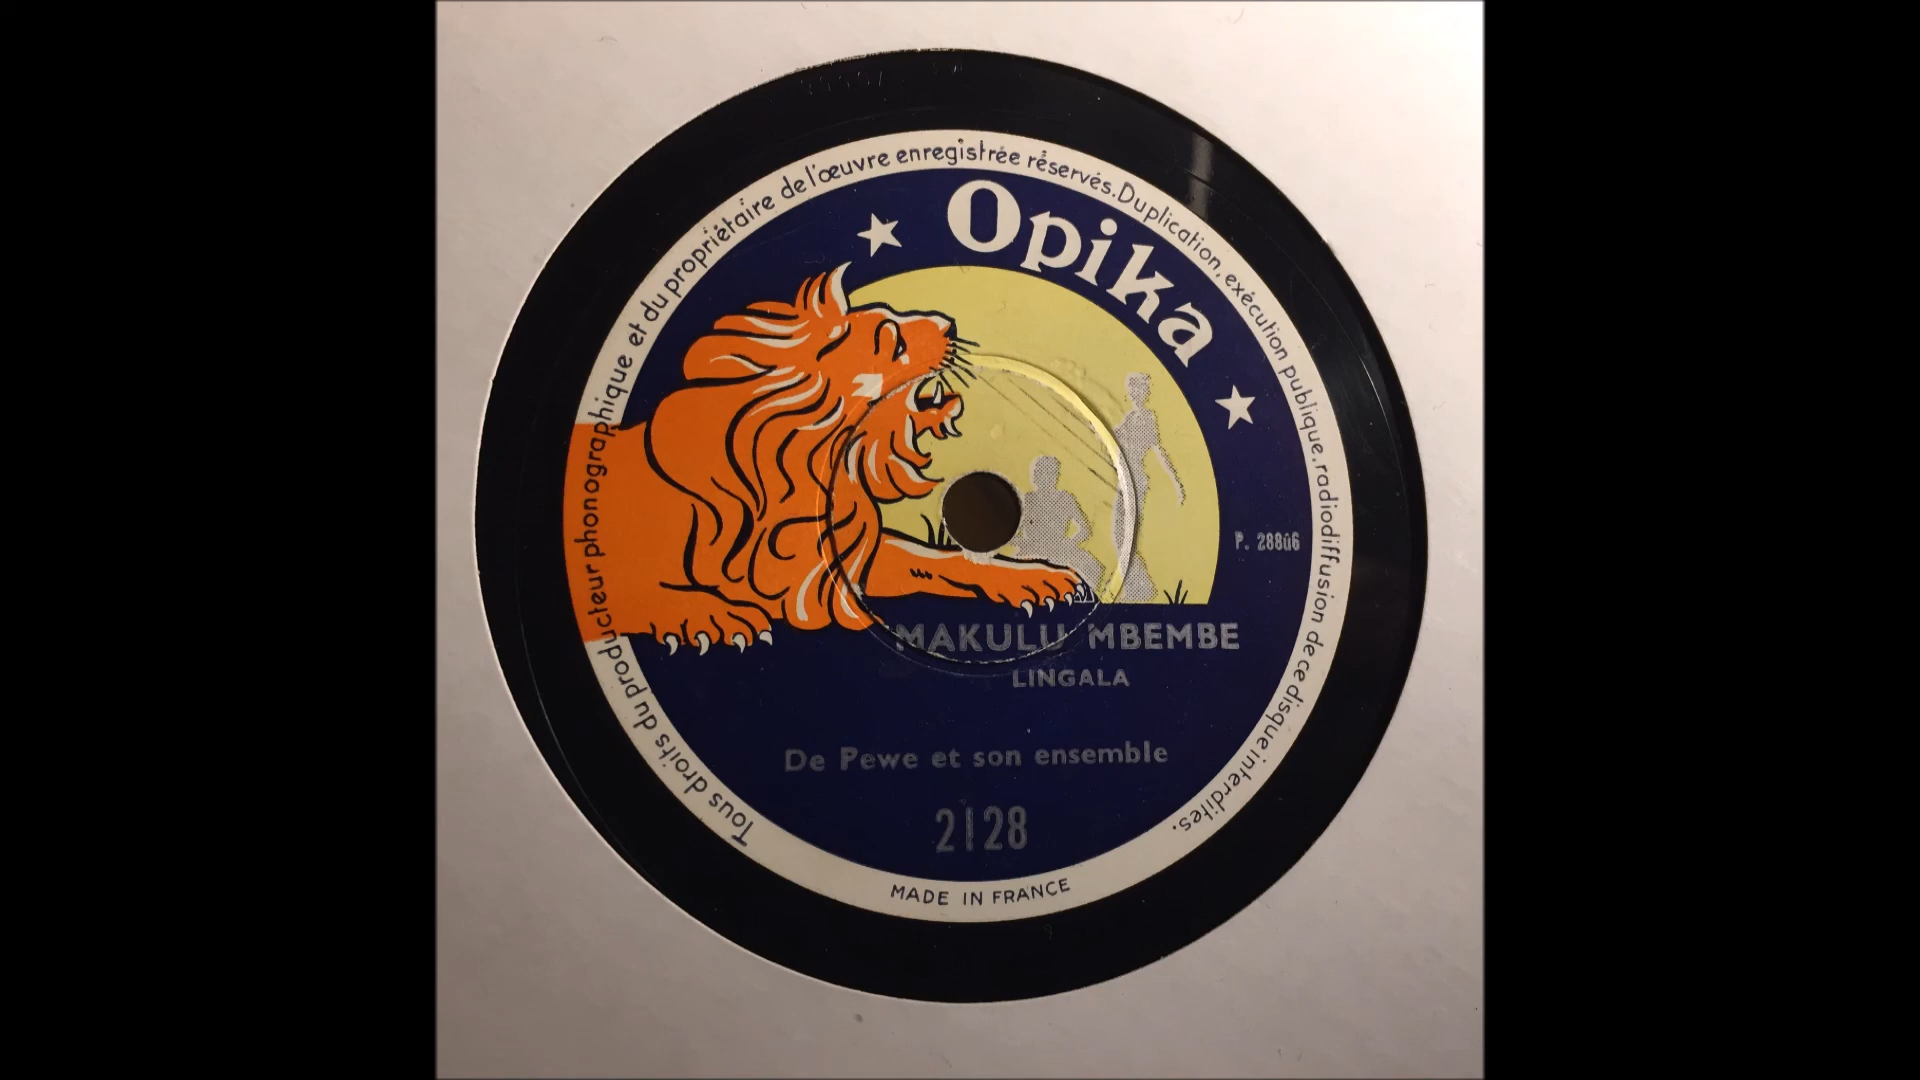 Tous droits du producteur phonographique et du propriétaire de l'œuvre enregistrée réservés. Duplication, exécution publique, radiodiffusion de ce disque interdites.
Opika
P. 28806
MAKULU MBEMBE
LINGALA
De Pewe et son ensemble
2128
MADE IN FRANCE